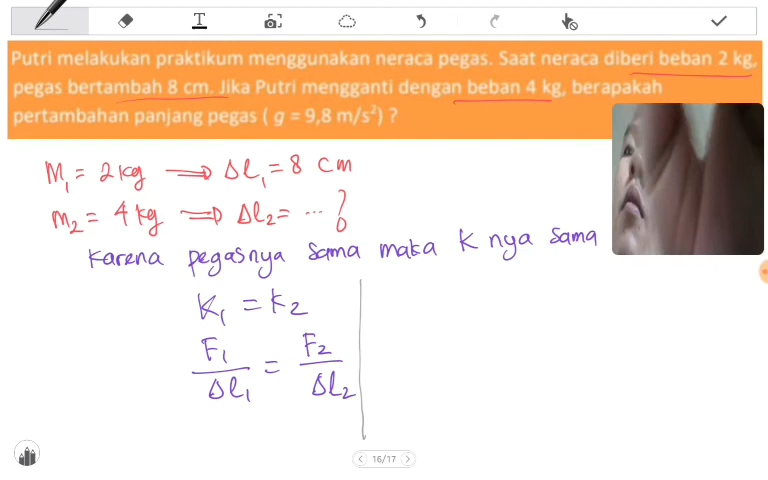 Putri melakukan praktikum menggunakan neraca pegas. Saat neraca diberi beban 2 kg,
pegas bertambah 8 cm. Jika Putri mengganti dengan beban 4 kg, berapakah
pertambahan panjang pegas ( g = 9,8 m/s²) ?
M₁ = 2 kg ⟹ Δl₁ = 8 cm
m₂ = 4 kg ⟹ Δl₂ = ... ?
Karena pegasnya sama maka K nya sama
K₁ = k₂
F₁/Δl₁ = F₂/Δl₂
16/17